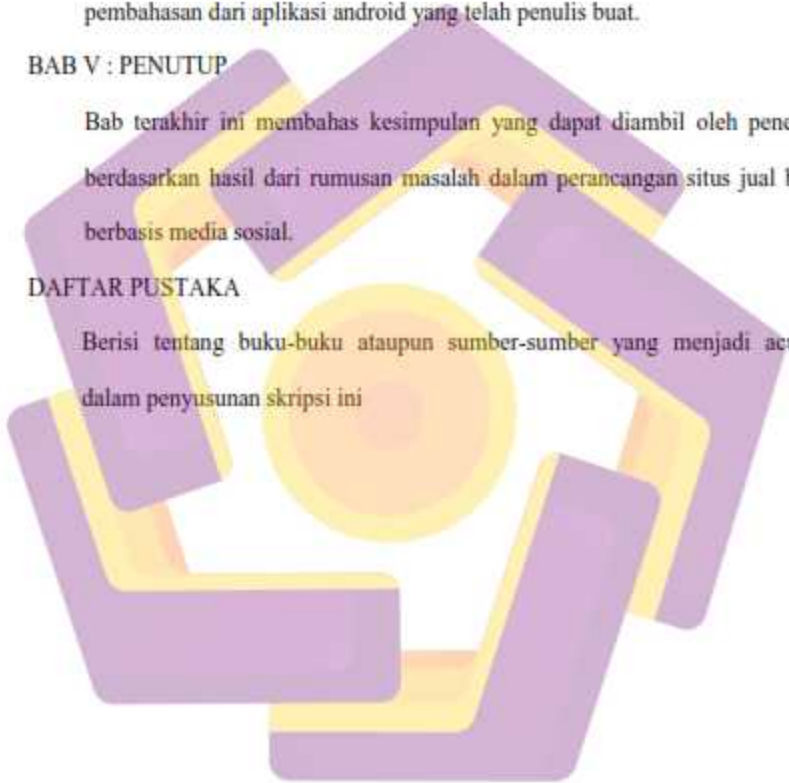 pembahasan dari aplikasi android yang telah penulis buat.
BAB V : PENUTUP
Bab terakhir ini membahas kesimpulan yang dapat diambil oleh
berdasarkan hasil dari rumusan masalah dalam perancangan situs jual
berbasis media sosial.
DAFTAR PUSTAKA
Berisi tentang buku-buku ataupun sumber-sumber yang menjadi
dalam penyusunan skripsi ini